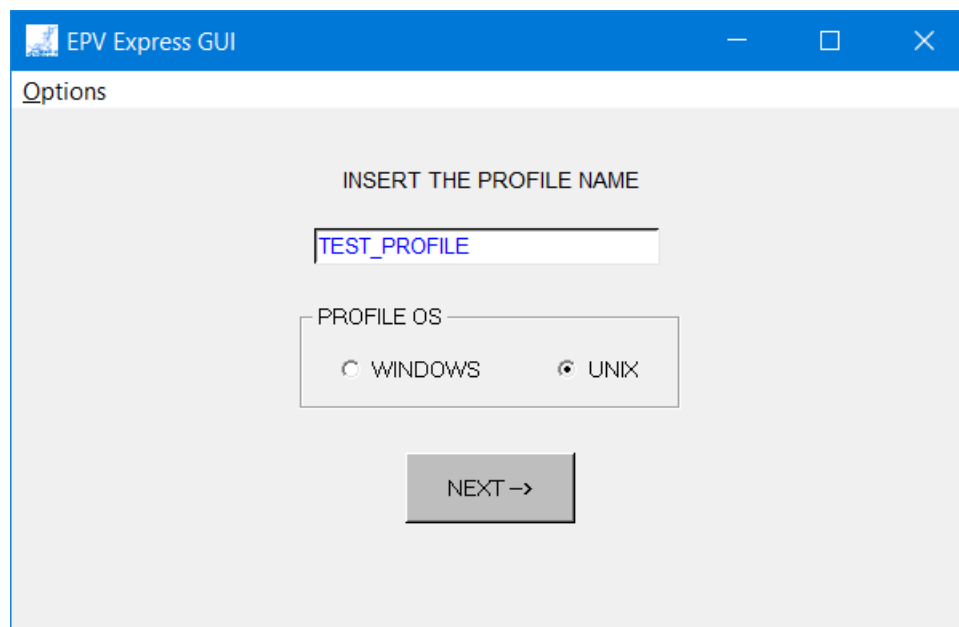 EPV Express GUI
Options
INSERT THE PROFILE NAME
TEST_PROFILE
PROFILE OS
WINDOWS UNIX
NEXT -->